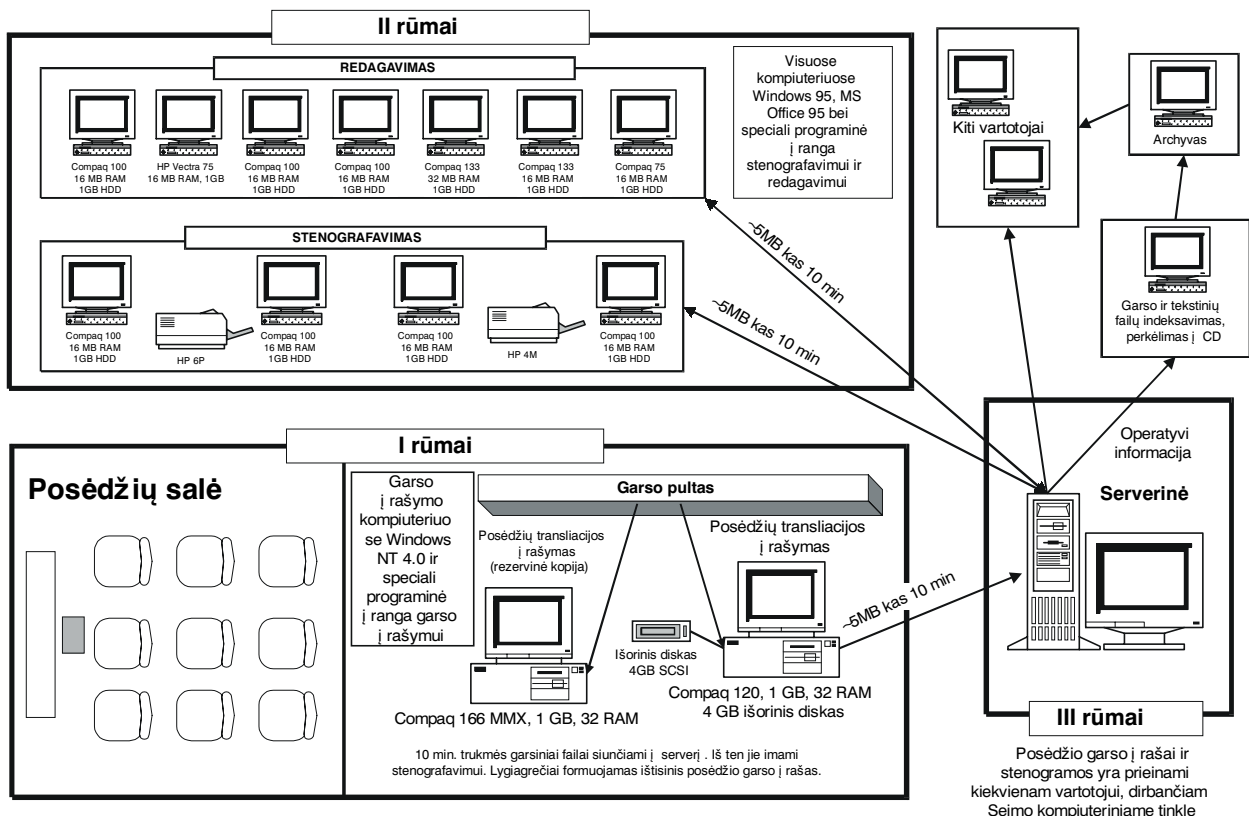 II rūmai
REDAGAVIMAS
Compaq 100
16 MB RAM
1GB HDD
HP Vectra 75
16 MB RAM, 1GB
Compaq 100
16 MB RAM
1GB HDD
Compaq 100
16 MB RAM
1GB HDD
Compaq 133
32 MB RAM
1GB HDD
Compaq 133
16 MB RAM
1GB HDD
Compaq 75
16 MB RAM
1GB HDD
Visuose
kompiuteriuose
Windows 95, MS
Office 95 bei
speciali programinė
į ranga
stenografavimui ir
redagavimui
STENOGRAFAVIMAS
Compaq 100
16 MB RAM
1GB HDD
HP 6P
Compaq 100
16 MB RAM
1GB HDD
Compaq 100
16 MB RAM
1GB HDD
HP 4M
Compaq 100
16 MB RAM
1GB HDD
~5MB kas 10 min
~5MB kas 10 min
Kiti vartotojai
Archyvas
Garso ir tekstinių
failų indeksavimas,
perkėlimas į CD
I rūmai
Posėdžių salė
Garso
į rašymo
kompiuteriuo
se Windows
NT 4.0 ir
speciali
programinė
į ranga garso
į rašymui
Garso pultas
Posėdžių transliacijos
į rašymas
(rezervinė kopija)
Posėdžių transliacijos
į rašymas
Išorinis diskas
4GB SCSI
Compaq 166 MMX, 1 GB, 32 RAM
Compaq 120, 1 GB, 32 RAM
4 GB išorinis diskas
~5MB kas 10 min
10 min. trukmės garsiniai failai siunčiami į serverį . Iš ten jie imami
stenografavimui. Lygiagrečiai formuojamas ištisinis posėdžio garso į rašas.
Operatyvi
informacija
Serverinė
III rūmai
Posėdžio garso į rašai ir
stenogramos yra prieinami
kiekvienam vartotojui, dirbančiam
Seimo kompiuteriniame tinkle